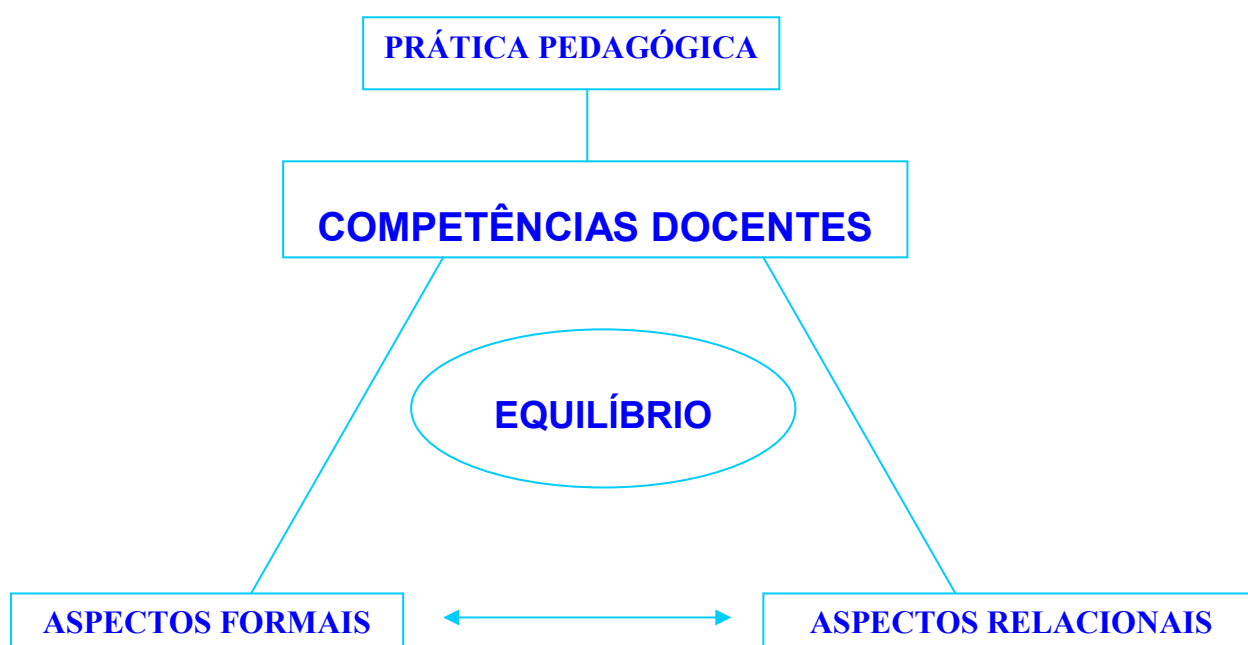 PRÁTICA PEDAGÓGICA
COMPETÊNCIAS DOCENTES
EQUILÍBRIO
ASPECTOS FORMAIS
ASPECTOS RELACIONAIS